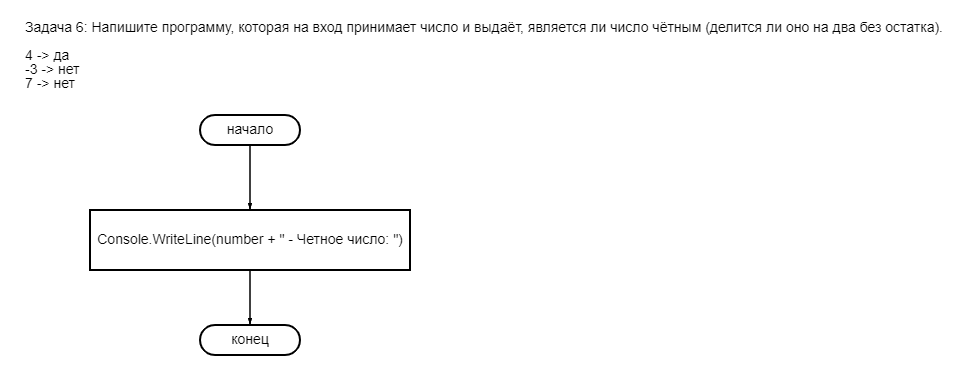 Задача 6: Напишите программу, которая на вход принимает число и выдаёт, является ли число чётным (делится ли оно на два без остатка).
4 -> да
-3 -> нет
7 -> нет
начало
Console.WriteLine(number + " - Четное число: ")
конец